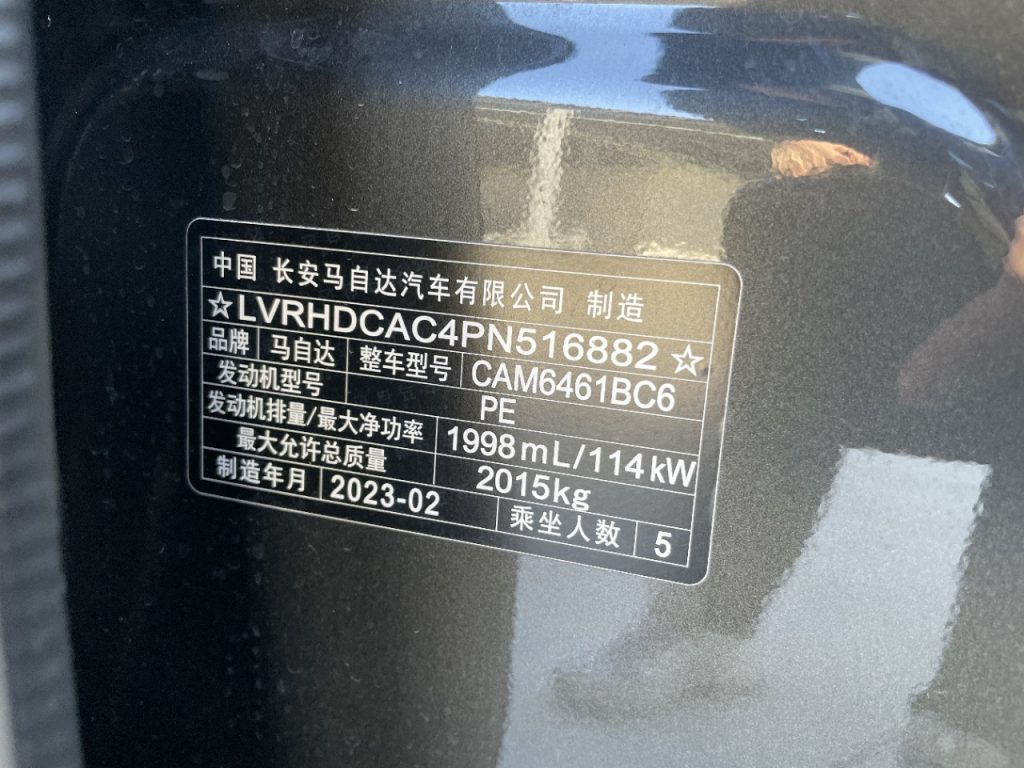 中国 长安马自达汽车有限公司 制造
☆LVRHDCAC4PN516882☆
品牌 马自达 整车型号 CAM6461BC6
发动机型号 PE
发动机排量/最大净功率 1998mL/114kW
最大允许总质量 2015kg
制造年月 2023-02 乘坐人数 5